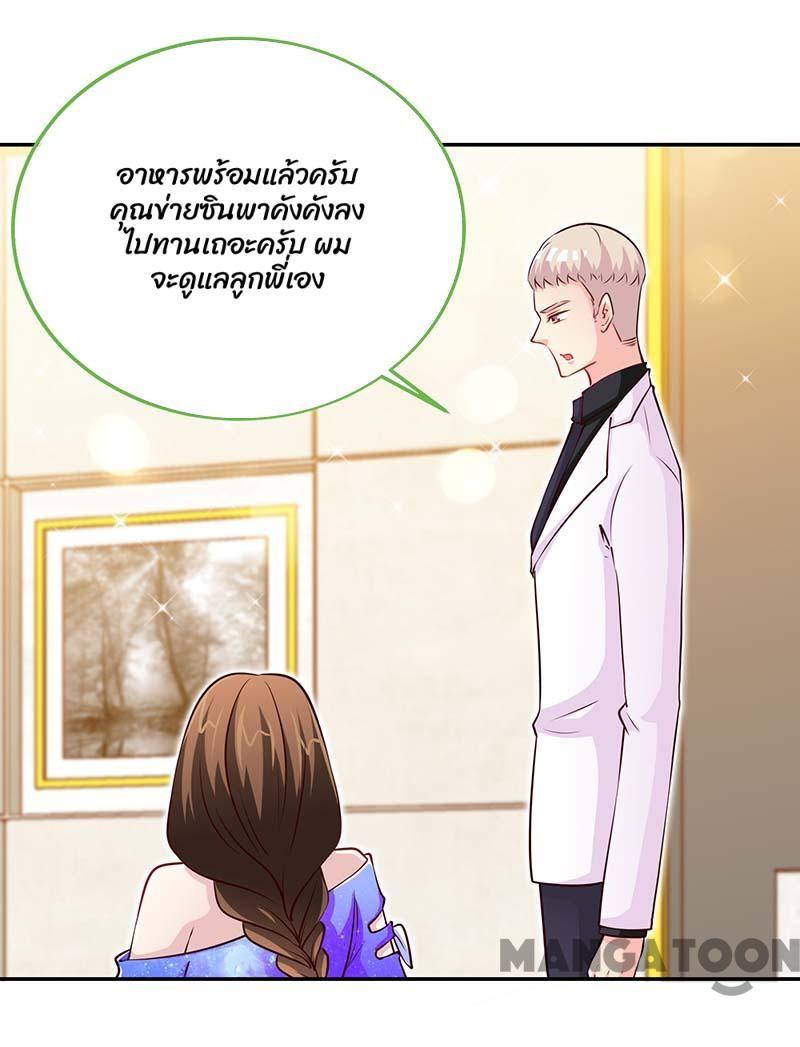 อาหารพร้อมแล้วครับ
คุณข่ายซินพาคังคังลง
ไปทานเถอะครับ ผม
จะดูแลลูกพี่เอง
MANGATOON